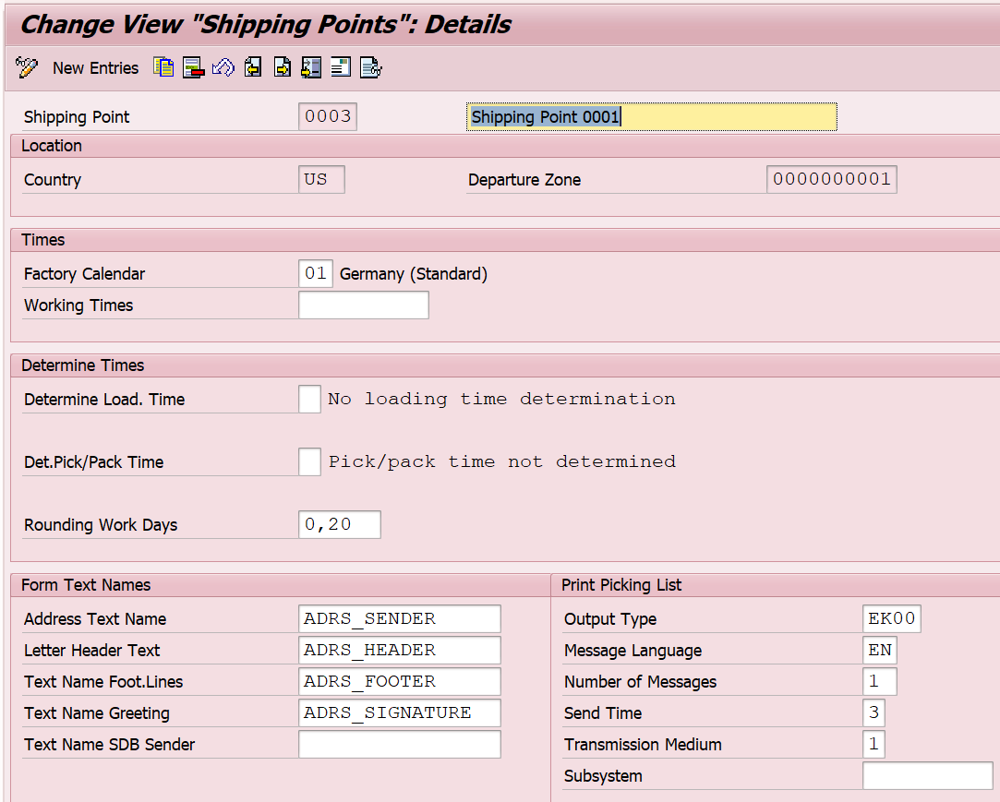 Change View "Shipping Points": Details
New Entries
Shipping Point 0003 Shipping Point 0001
Location
Country US Departure Zone 0000000001
Times
Factory Calendar 01 Germany (Standard)
Working Times
Determine Times
Determine Load. Time No loading time determination
Det.Pick/Pack Time Pick/pack time not determined
Rounding Work Days 0,20
Form Text Names
Address Text Name ADRS_SENDER
Letter Header Text ADRS_HEADER
Text Name Foot.Lines ADRS_FOOTER
Text Name Greeting ADRS_SIGNATURE
Text Name SDB Sender
Print Picking List
Output Type EK00
Message Language EN
Number of Messages 1
Send Time 3
Transmission Medium 1
Subsystem